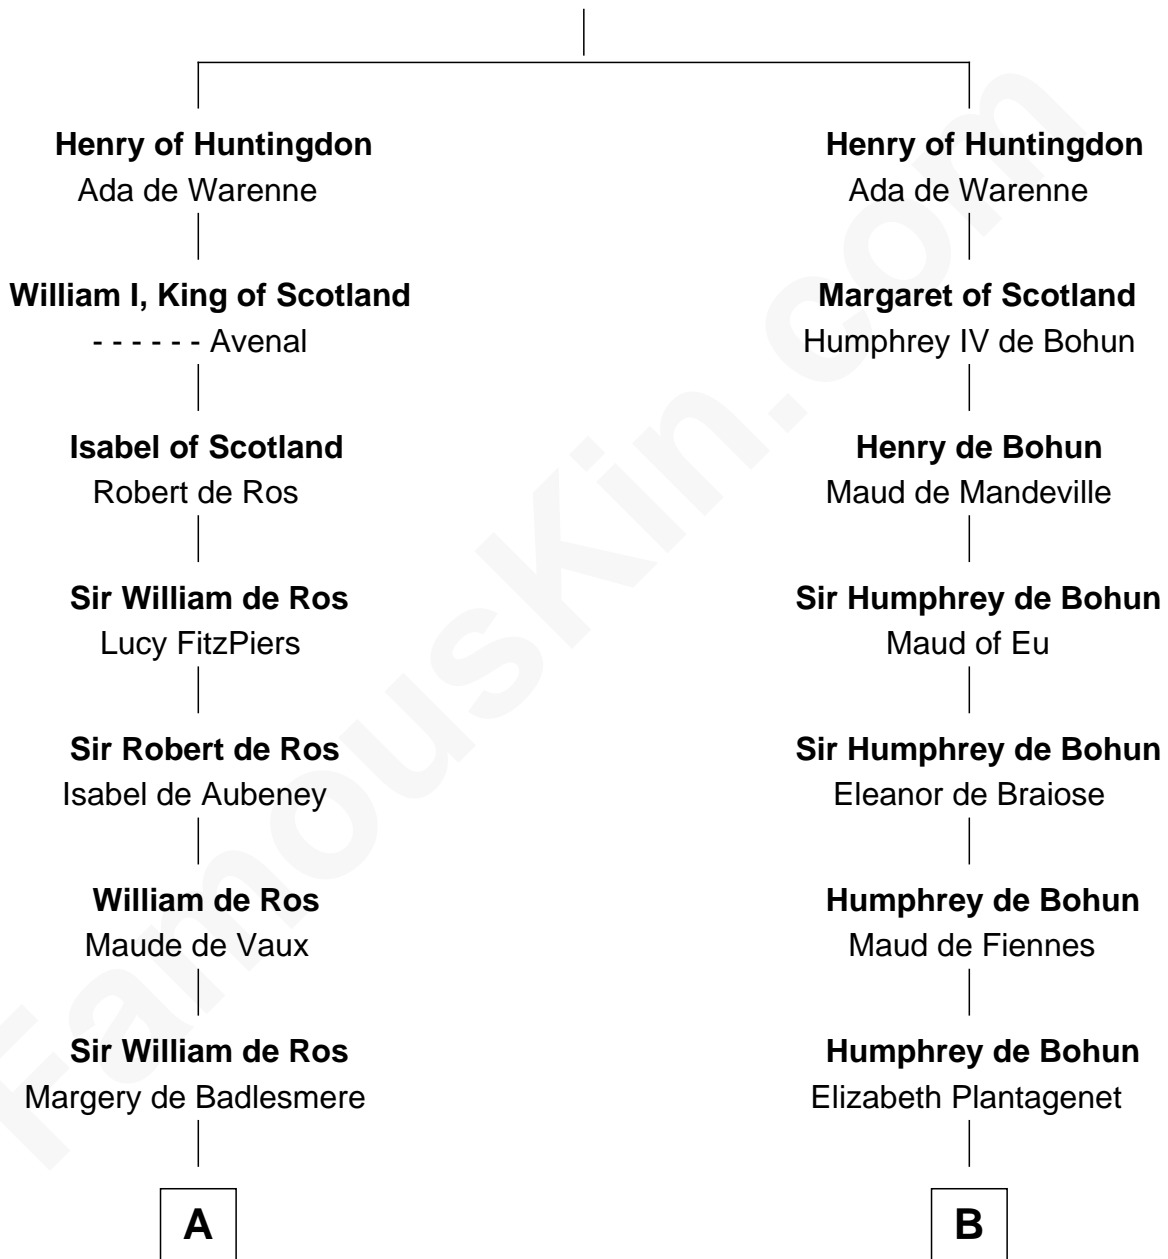 Henry of Huntingdon
Ada de Warenne
William I, King of Scotland
- - - - - - Avenal
Isabel of Scotland
Robert de Ros
Sir William de Ros
Lucy FitzPiers
Sir Robert de Ros
Isabel de Aubeney
William de Ros
Maude de Vaux
Sir William de Ros
Margery de Badlesmere
A
Henry of Huntingdon
Ada de Warenne
Margaret of Scotland
Humphrey IV de Bohun
Henry de Bohun
Maud de Mandeville
Sir Humphrey de Bohun
Maud of Eu
Sir Humphrey de Bohun
Eleanor de Braiose
Humphrey de Bohun
Maud de Fiennes
Humphrey de Bohun
Elizabeth Plantagenet
B
FamousKin.com